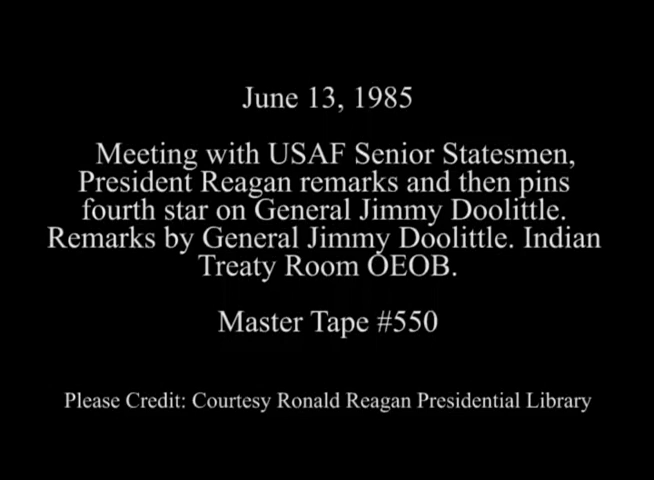 June 13, 1985
Meeting with USAF Senior Statesmen,
President Reagan remarks and then pins
fourth star on General Jimmy Doolittle.
Remarks by General Jimmy Doolittle. Indian
Treaty Room OEOB.
Master Tape #550
Please Credit: Courtesy Ronald Reagan Presidential Library